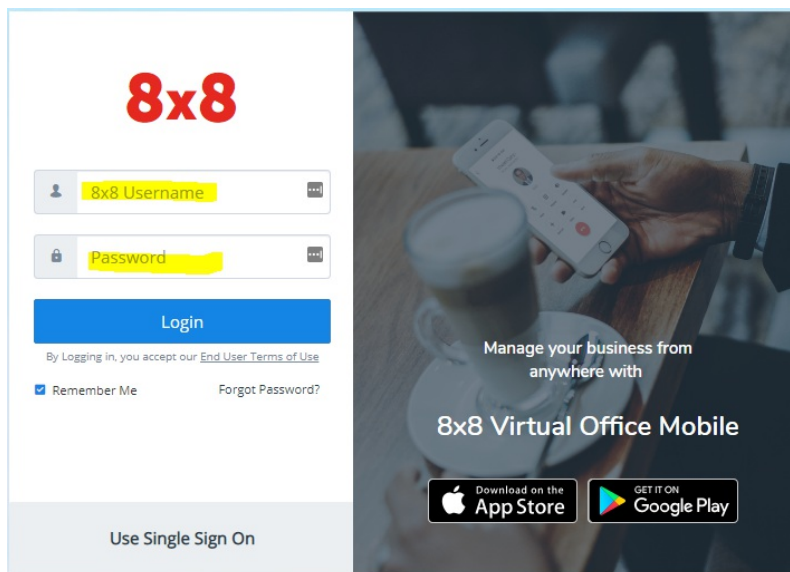 8x8
8x8 Username
Password
Login
By Logging in, you accept our End User Terms of Use
Remember Me
Forgot Password?
Use Single Sign On
Manage your business from
anywhere with
8x8 Virtual Office Mobile
Download on the
App Store
GET IT ON
Google Play